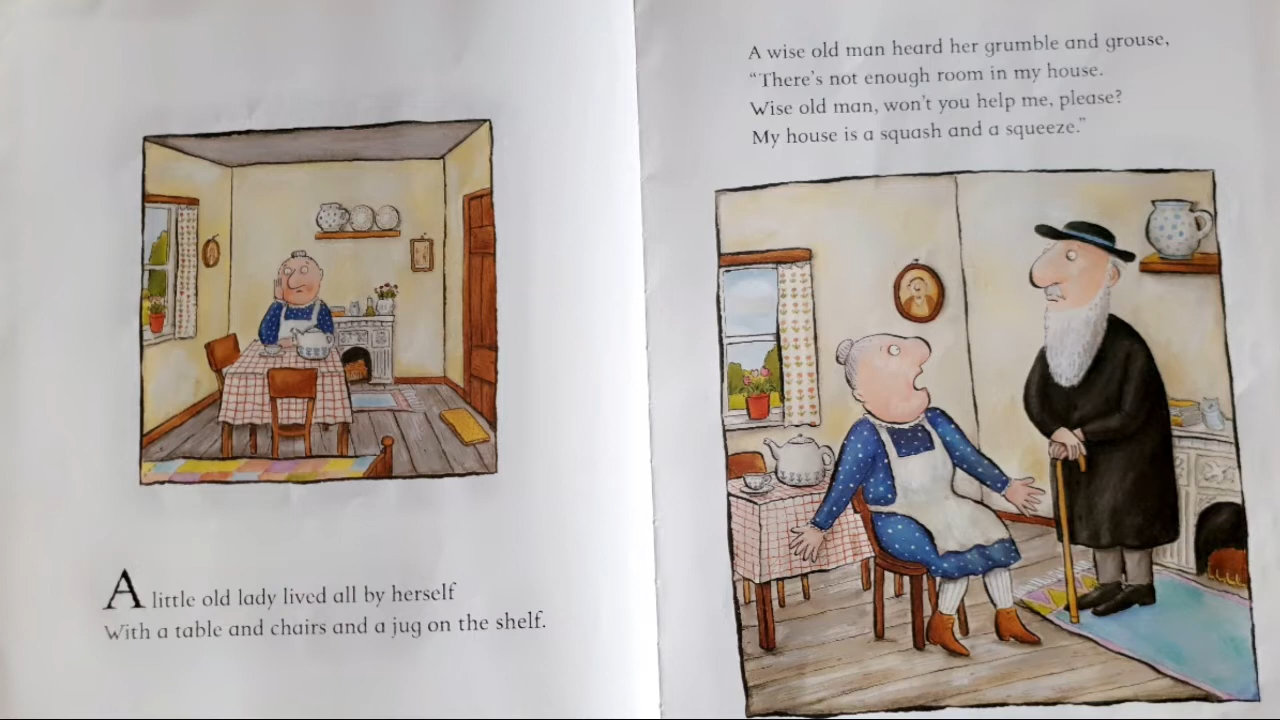 A little old lady lived all by herself
With a table and chairs and a jug on the shelf.
A wise old man heard her grumble and grouse,
“There’s not enough room in my house.
Wise old man, won’t you help me, please?
My house is a squash and a squeeze.”